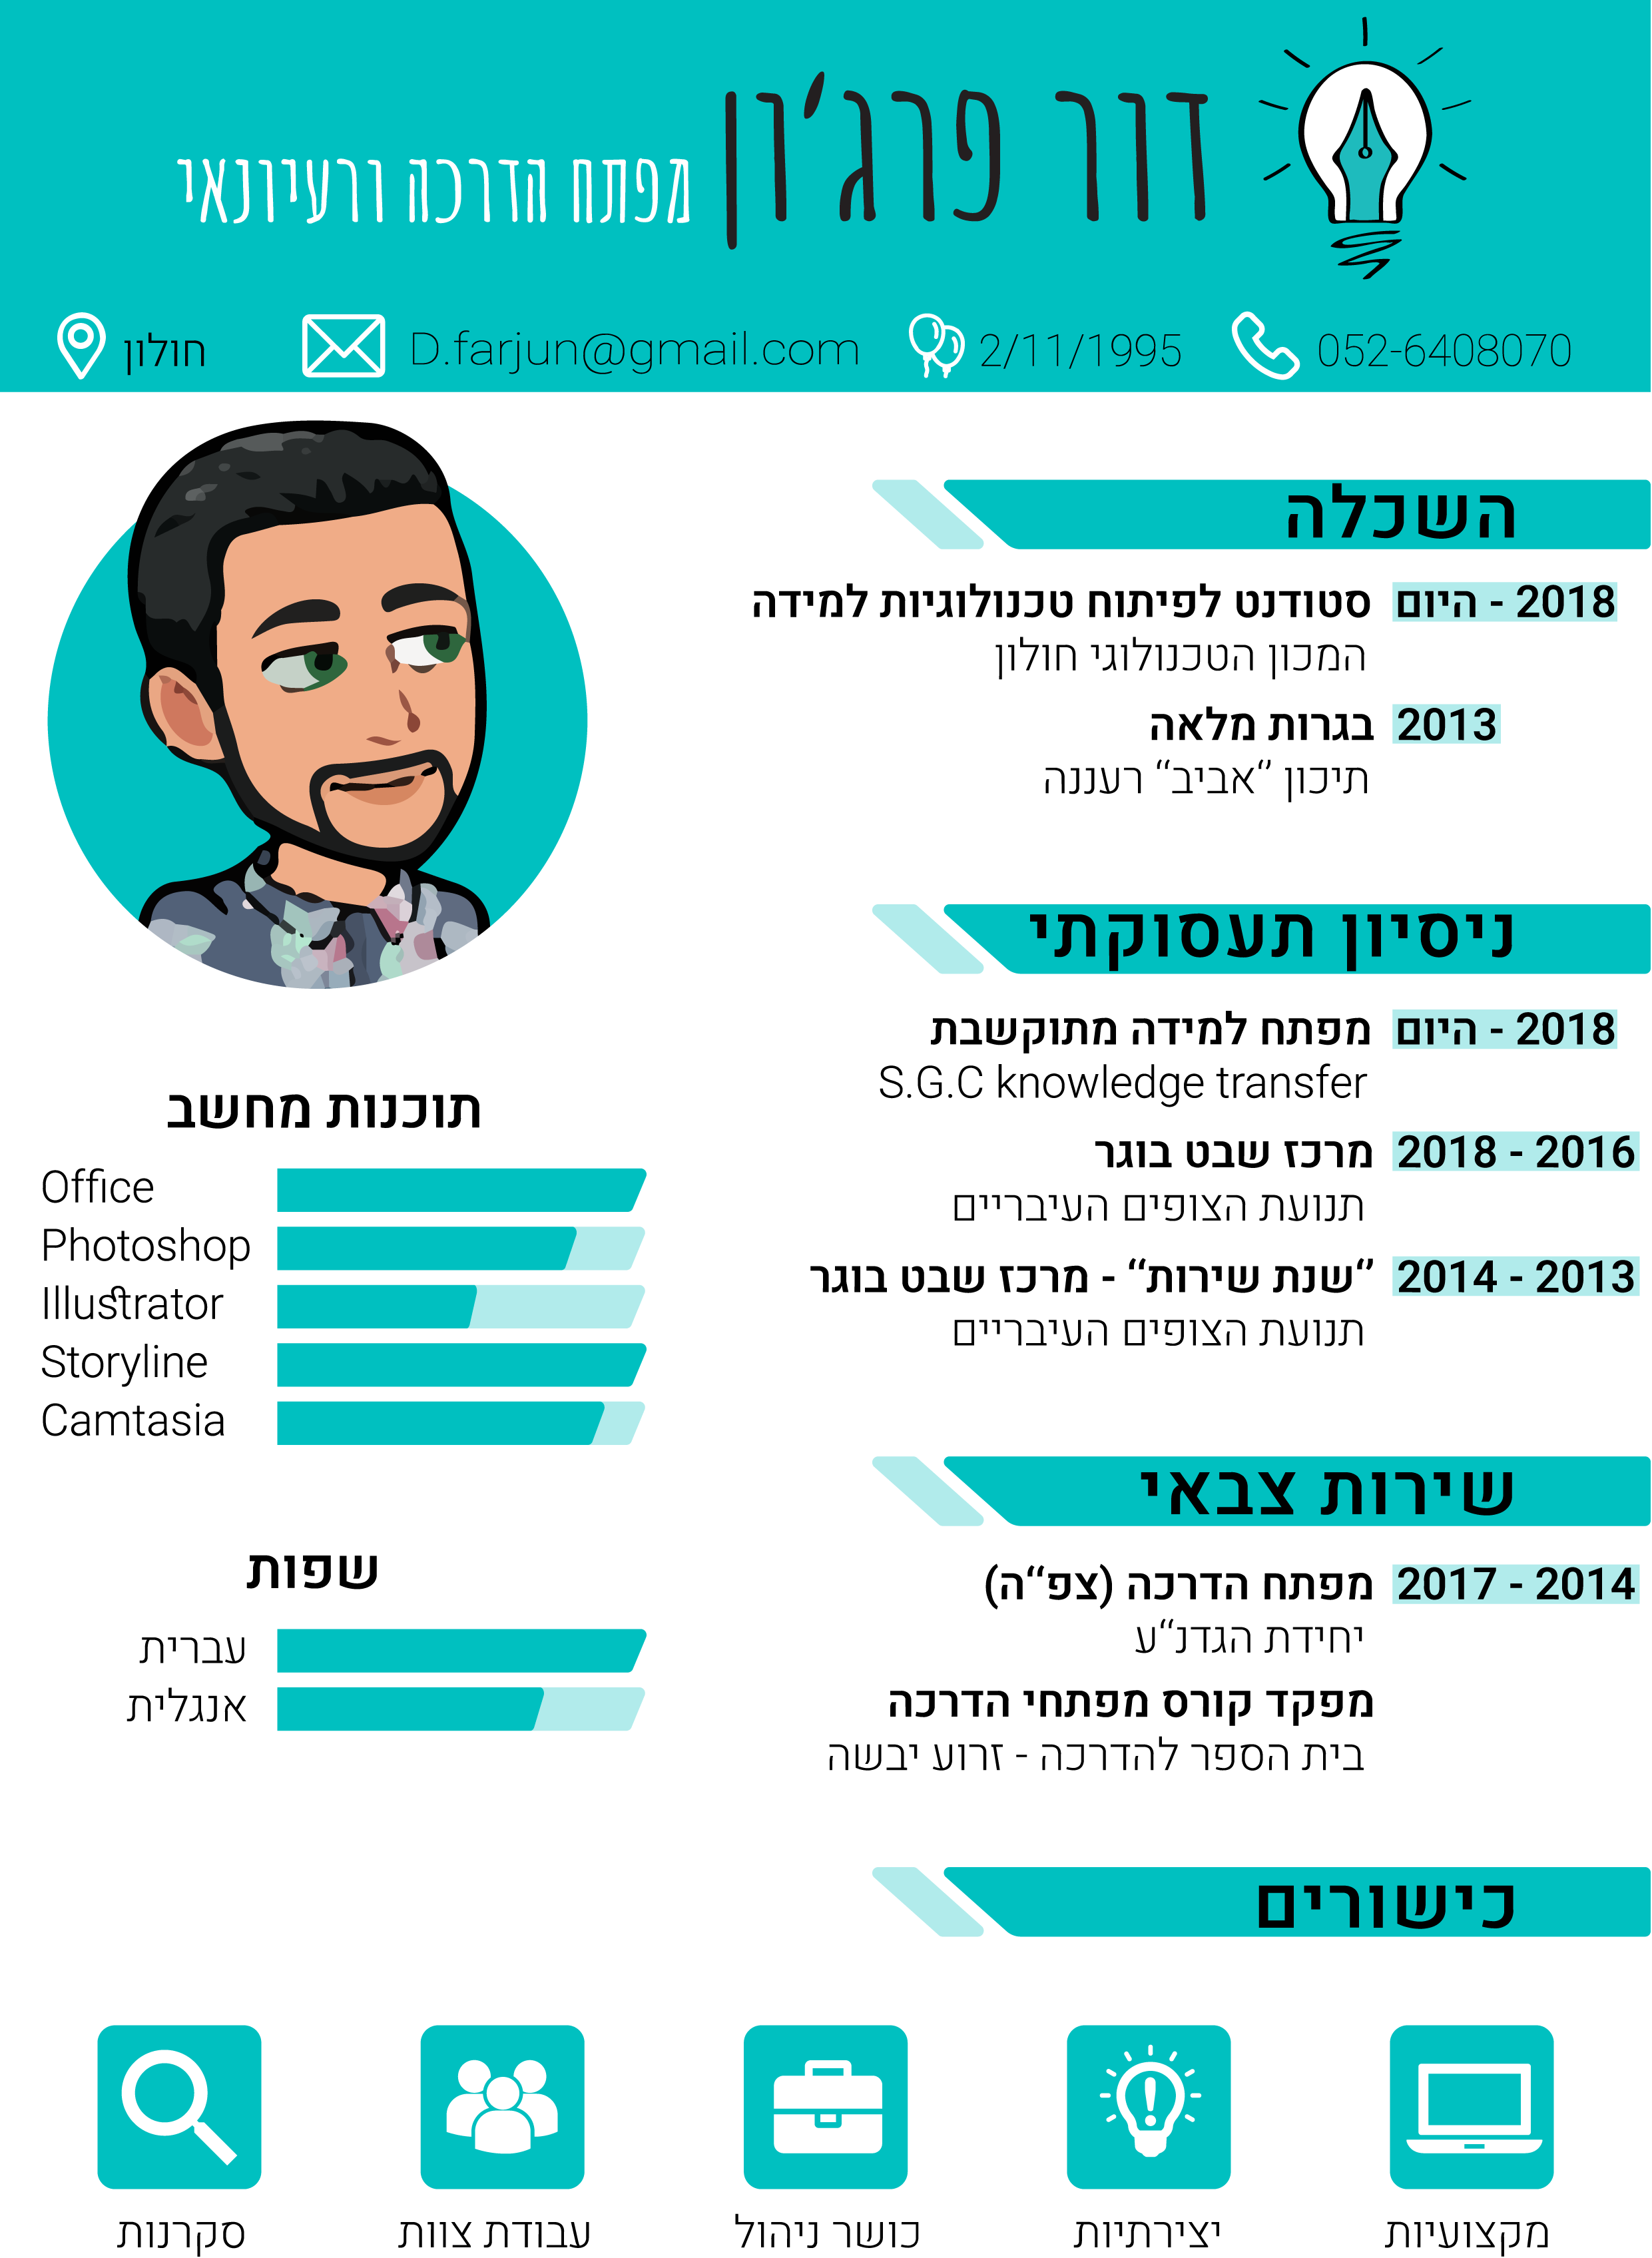 דור פרג'ון
מפתח הדרכה ורעיונאי
052-6408070
2/11/1995
D.farjun@gmail.com
חולון
השכלה
2018 - היום סטודנט לפיתוח טכנולוגיות למידה
המכון הטכנולוגי חולון
2013 בגרות מלאה
תיכון "אביב" רעננה
ניסיון תעסוקתי
2018 - היום מפתח למידה מתוקשבת
S.G.C knowledge transfer
2016 - 2018 מרכז שבט בוגר
תנועת הצופים העיבריים
2013 - 2014 "שנת שירות" - מרכז שבט בוגר
תנועת הצופים העיבריים
שירות צבאי
2014 - 2017 מפתח הדרכה (צפ"ה)
יחידת הגדנ"ע
מפקד קורס מפתחי הדרכה
בית הספר להדרכה - זרוע יבשה
תוכנות מחשב
Office
Photoshop
Illustrator
Storyline
Camtasia
שפות
עברית
אנגלית
כישורים
מקצועיות
יצירתיות
כושר ניהול
עבודת צוות
סקרנות